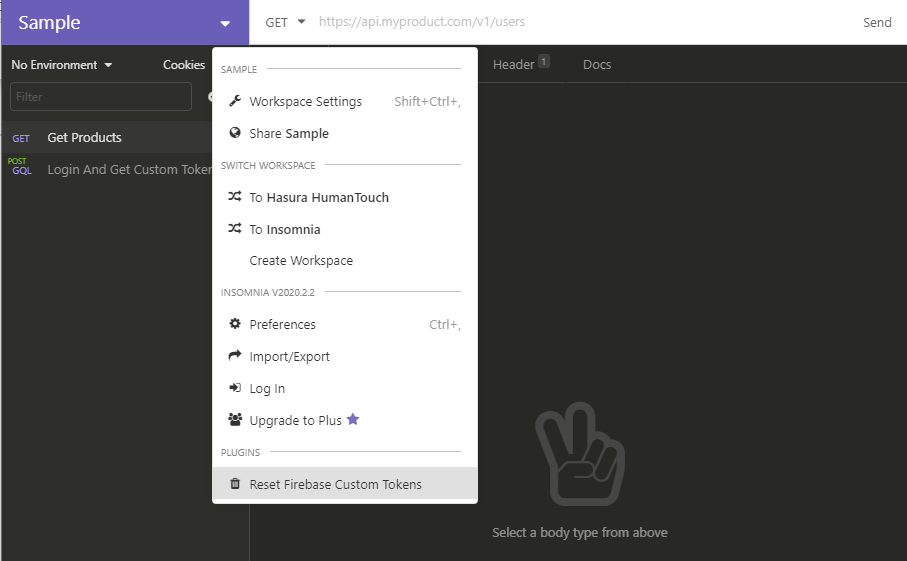 Sample
GET https://api.myproduct.com/v1/users Send
No Environment Cookies
Header 1 Docs
Filter
GET Get Products
POST
GQL Login And Get Custom Token
SAMPLE
Workspace Settings Shift+Ctrl+,
Share Sample
SWITCH WORKSPACE
To Hasura HumanTouch
To Insomnia
Create Workspace
INSOMNIA V2020.2.2
Preferences Ctrl+,
Import/Export
Log In
Upgrade to Plus
PLUGINS
Reset Firebase Custom Tokens
Select a body type from above